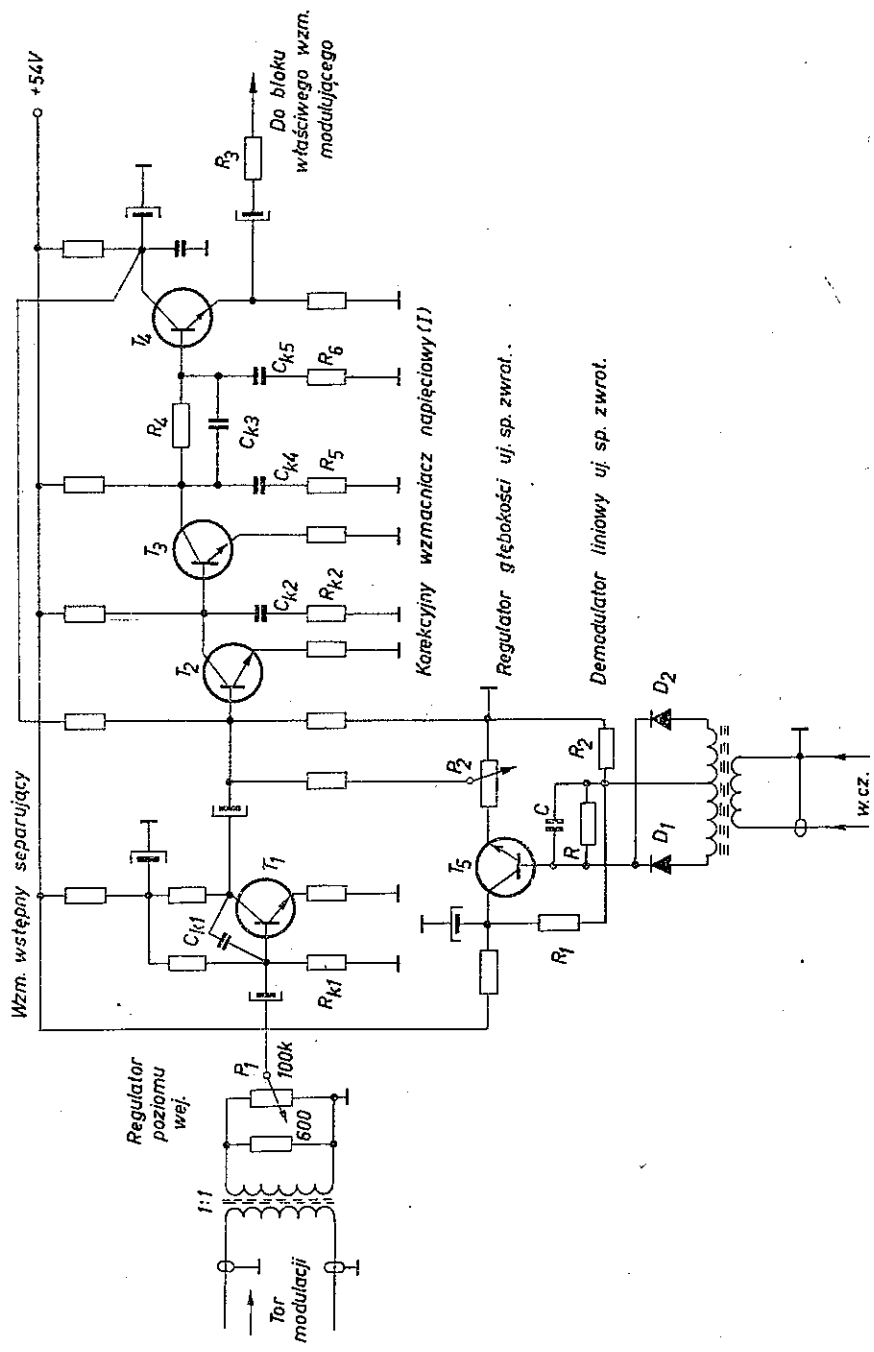 Wzm. wstępny separujący
+54V
Regulator
poziomu
wej.
1:1
P1
100k
600
Tor
modulacji
Ck1
Rk1
T1
T2
T3
T4
Ck2
Rk2
R4
Ck3
Ck4
R5
Ck5
R6
R3
Do bloku
właściwego wzm.
modulującego
Korekcyjny wzmacniacz napięciowy (I)
Regulator głębokości uj. sp. zwrot.
Demodulator liniowy uj. sp. zwrot.
P2
T5
C
R
R1
R2
D1
D2
w.cz.